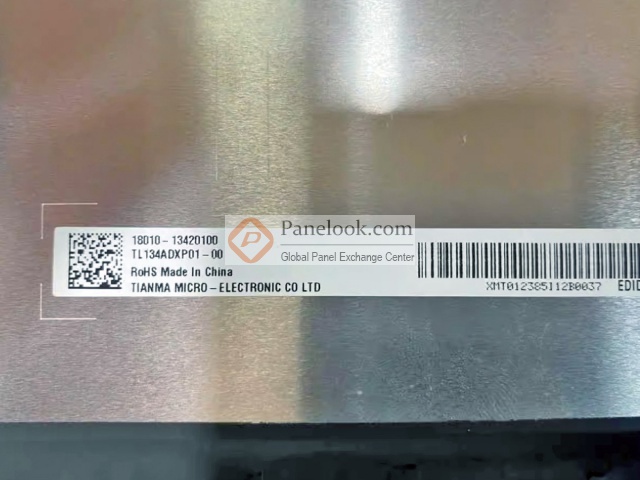 18010-13420100
TL134ADXP01-00
RoHS Made In China
TIANMA MICRO-ELECTRONIC CO LTD
Panelook.com
Global Panel Exchange Center
XMT012385I12B0037
EDID